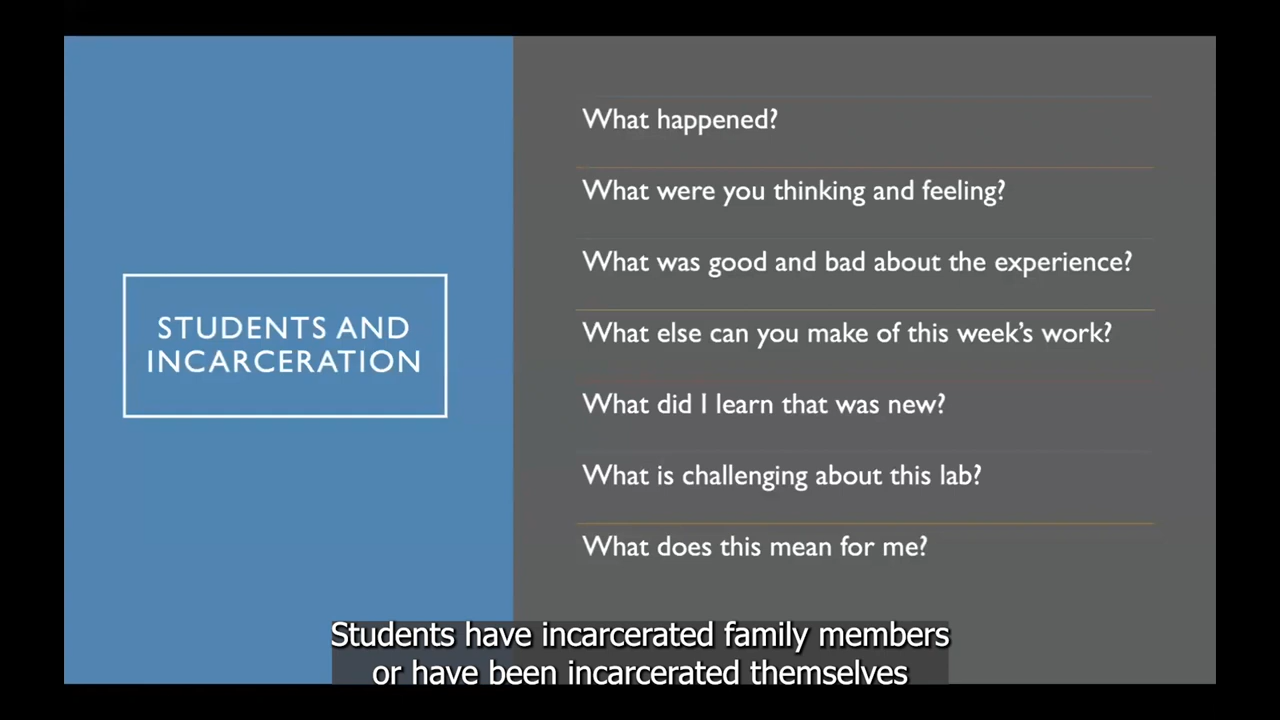 STUDENTS AND
INCARCERATION
What happened?
What were you thinking and feeling?
What was good and bad about the experience?
What else can you make of this week's work?
What did I learn that was new?
What is challenging about this lab?
What does this mean for me?
Students have incarcerated family members
or have been incarcerated themselves